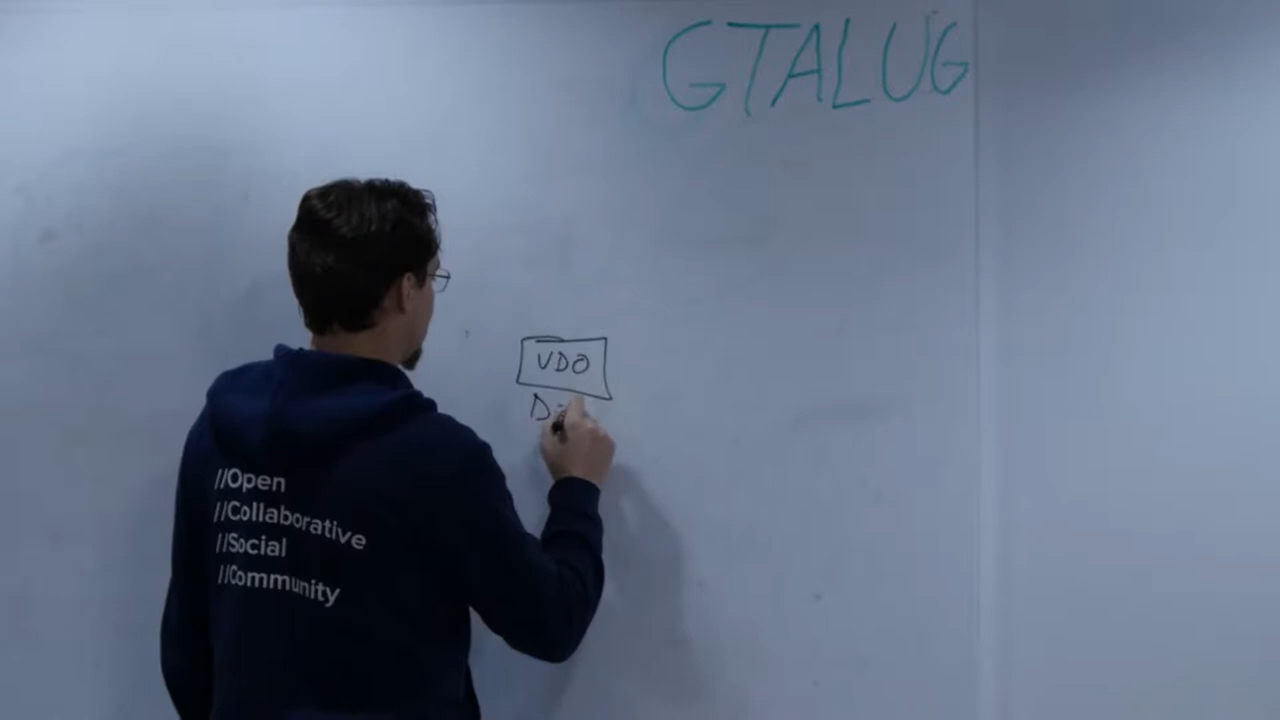 GTALUG
VDO
D
//Open
//Collaborative
//Social
//Community